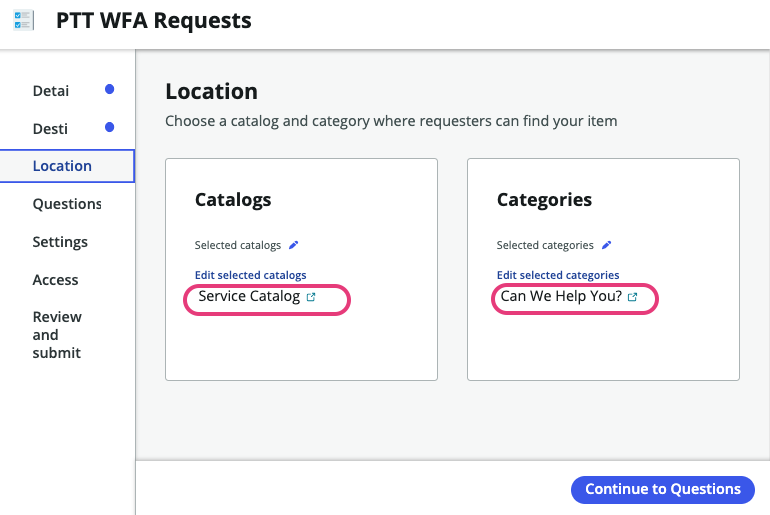 PTT WFA Requests
Detai
Desti
Location
Questions
Settings
Access
Review
and
submit
Location
Choose a catalog and category where requesters can find your item
Catalogs
Selected catalogs
Edit selected catalogs
Service Catalog
Categories
Selected categories
Edit selected categories
Can We Help You?
Continue to Questions